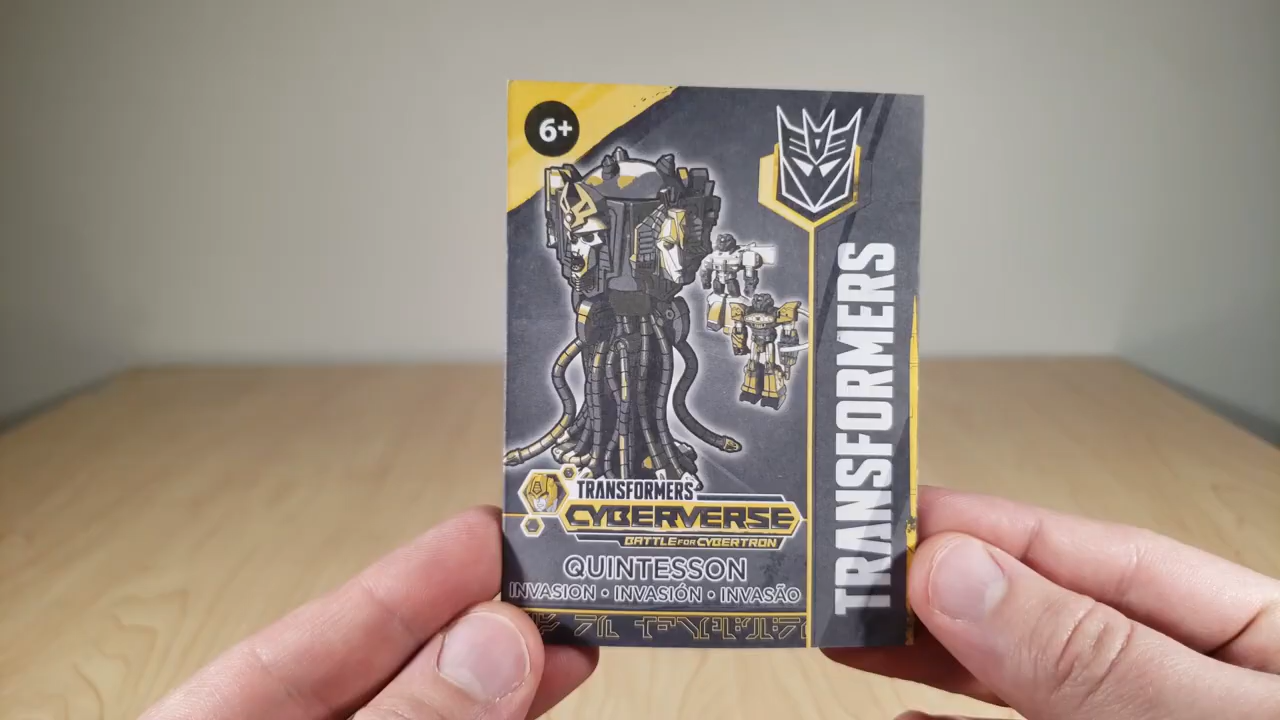 6+
TRANSFORMERS
TRANSFORMERS
CYBERVERSE
BATTLE FOR CYBERTRON
QUINTESSON
INVASION • INVASIÓN • INVASÃO